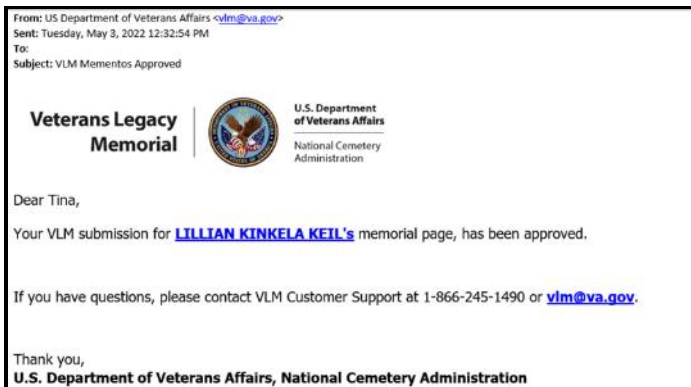 From: US Department of Veterans Affairs <vlm@va.gov>
Sent: Tuesday, May 3, 2022 12:32:54 PM
To:
Subject: VLM Mementos Approved
Veterans Legacy
Memorial
U.S. Department
of Veterans Affairs
National Cemetery
Administration
Dear Tina,
Your VLM submission for LILLIAN KINKELA KEIL's memorial page, has been approved.
If you have questions, please contact VLM Customer Support at 1-866-245-1490 or vlm@va.gov.
Thank you,
U.S. Department of Veterans Affairs, National Cemetery Administration